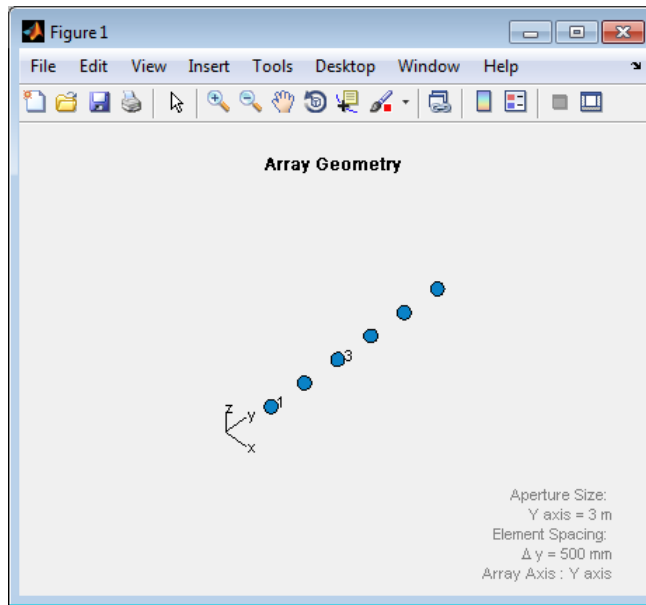 Figure 1
File Edit View Insert Tools Desktop Window Help
Array Geometry
3
1
z
y
x
Aperture Size:
Y axis = 3 m
Element Spacing:
Δ y = 500 mm
Array Axis : Y axis